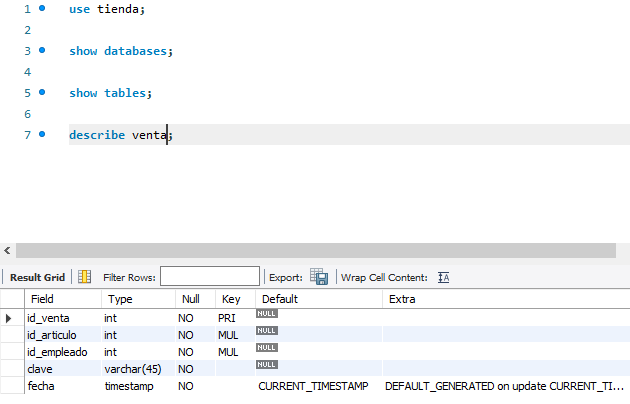 1 use tienda;
2
3 show databases;
4
5 show tables;
6
7 describe venta;
Result Grid Filter Rows: Export: Wrap Cell Content: IA
Field Type Null Key Default Extra
id_venta int NO PRI NULL
id_articulo int NO MUL NULL
id_empleado int NO MUL NULL
clave varchar(45) NO NULL
fecha timestamp NO CURRENT_TIMESTAMP DEFAULT_GENERATED on update CURRENT_TI...